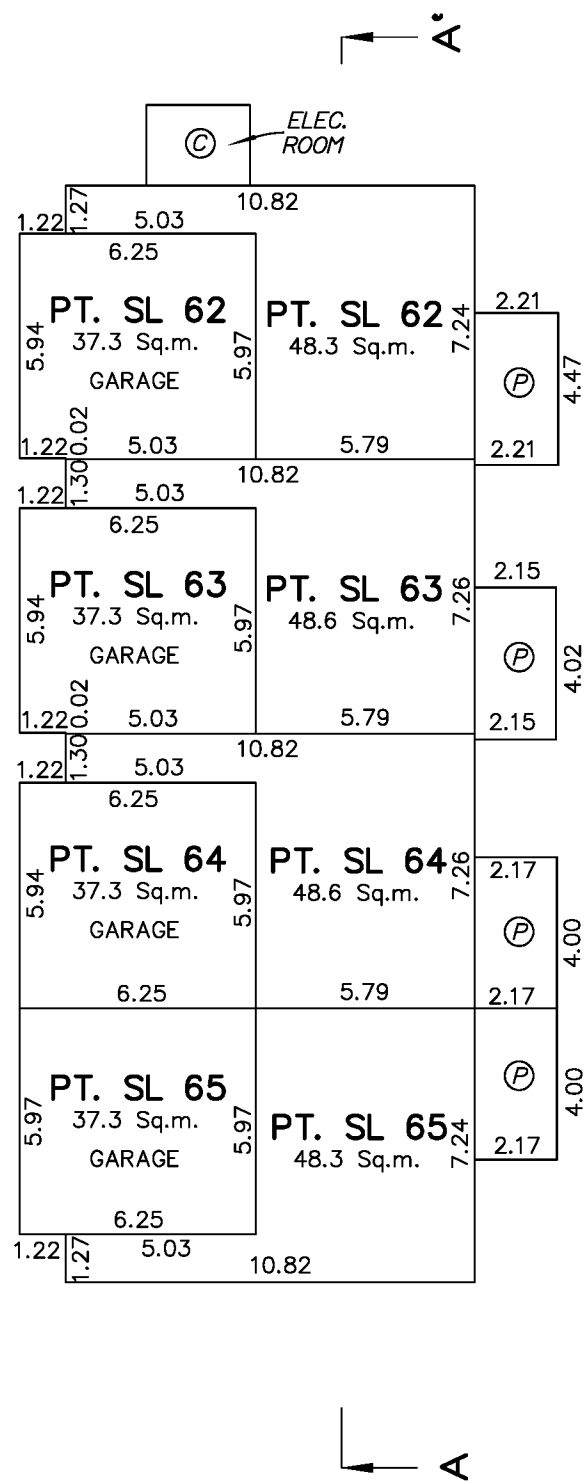 A'
ELEC.
ROOM
C
1.22
1.27
5.03
10.82
6.25
PT. SL 62
37.3 Sq.m.
GARAGE
5.94
5.97
PT. SL 62
48.3 Sq.m.
7.24
2.21
P
4.47
2.21
1.22
0.02
5.03
5.79
1.22
1.30
5.03
10.82
6.25
PT. SL 63
37.3 Sq.m.
GARAGE
5.94
5.97
PT. SL 63
48.6 Sq.m.
7.26
2.15
P
4.02
2.15
1.22
0.02
5.03
5.79
1.22
1.30
5.03
10.82
6.25
PT. SL 64
37.3 Sq.m.
GARAGE
5.94
5.97
PT. SL 64
48.6 Sq.m.
7.26
2.17
P
4.00
6.25
5.79
2.17
PT. SL 65
37.3 Sq.m.
GARAGE
5.97
5.97
PT. SL 65
48.3 Sq.m.
7.24
P
4.00
2.17
6.25
1.22
1.27
5.03
10.82
A